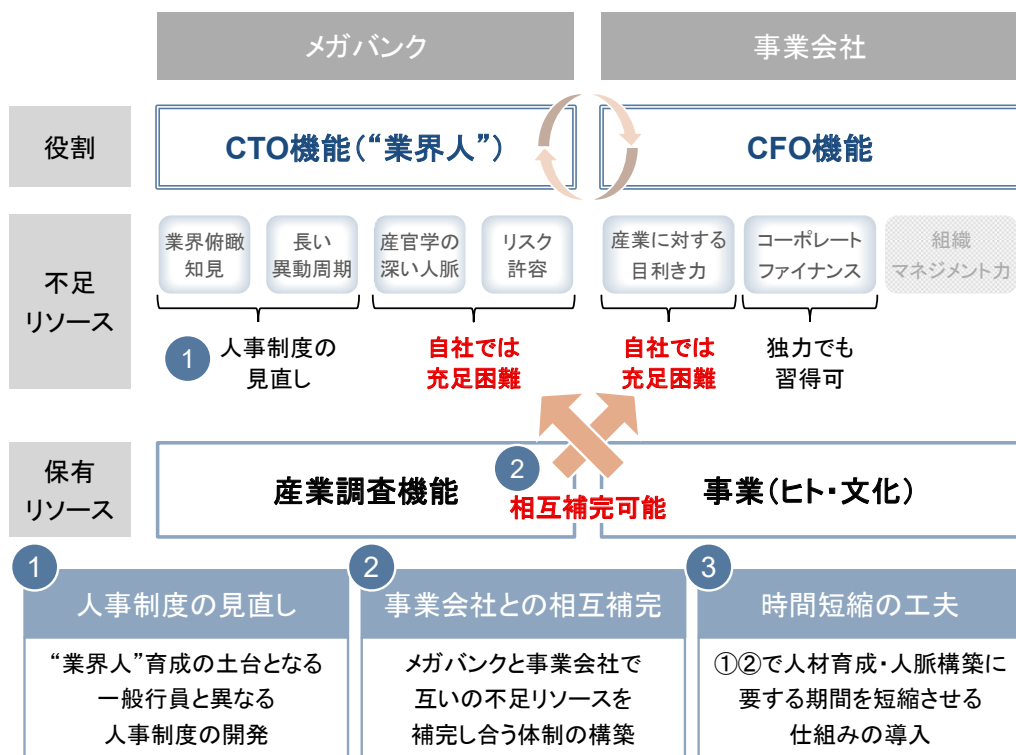 メガバンク
事業会社
役割
CTO機能(“業界人”)
CFO機能
不足
リソース
業界俯瞰
知見
長い
異動周期
産官学の
深い人脈
リスク
許容
産業に対する
目利き力
コーポレート
ファイナンス
組織
マネジメント力
1
人事制度の
見直し
自社では
充足困難
自社では
充足困難
独力でも
習得可
保有
リソース
産業調査機能
2
相互補完可能
事業(ヒト・文化)
1
人事制度の見直し
“業界人”育成の土台となる
一般行員と異なる
人事制度の開発
2
事業会社との相互補完
メガバンクと事業会社で
互いの不足リソースを
補完し合う体制の構築
3
時間短縮の工夫
①②で人材育成・人脈構築に
要する期間を短縮させる
仕組みの導入